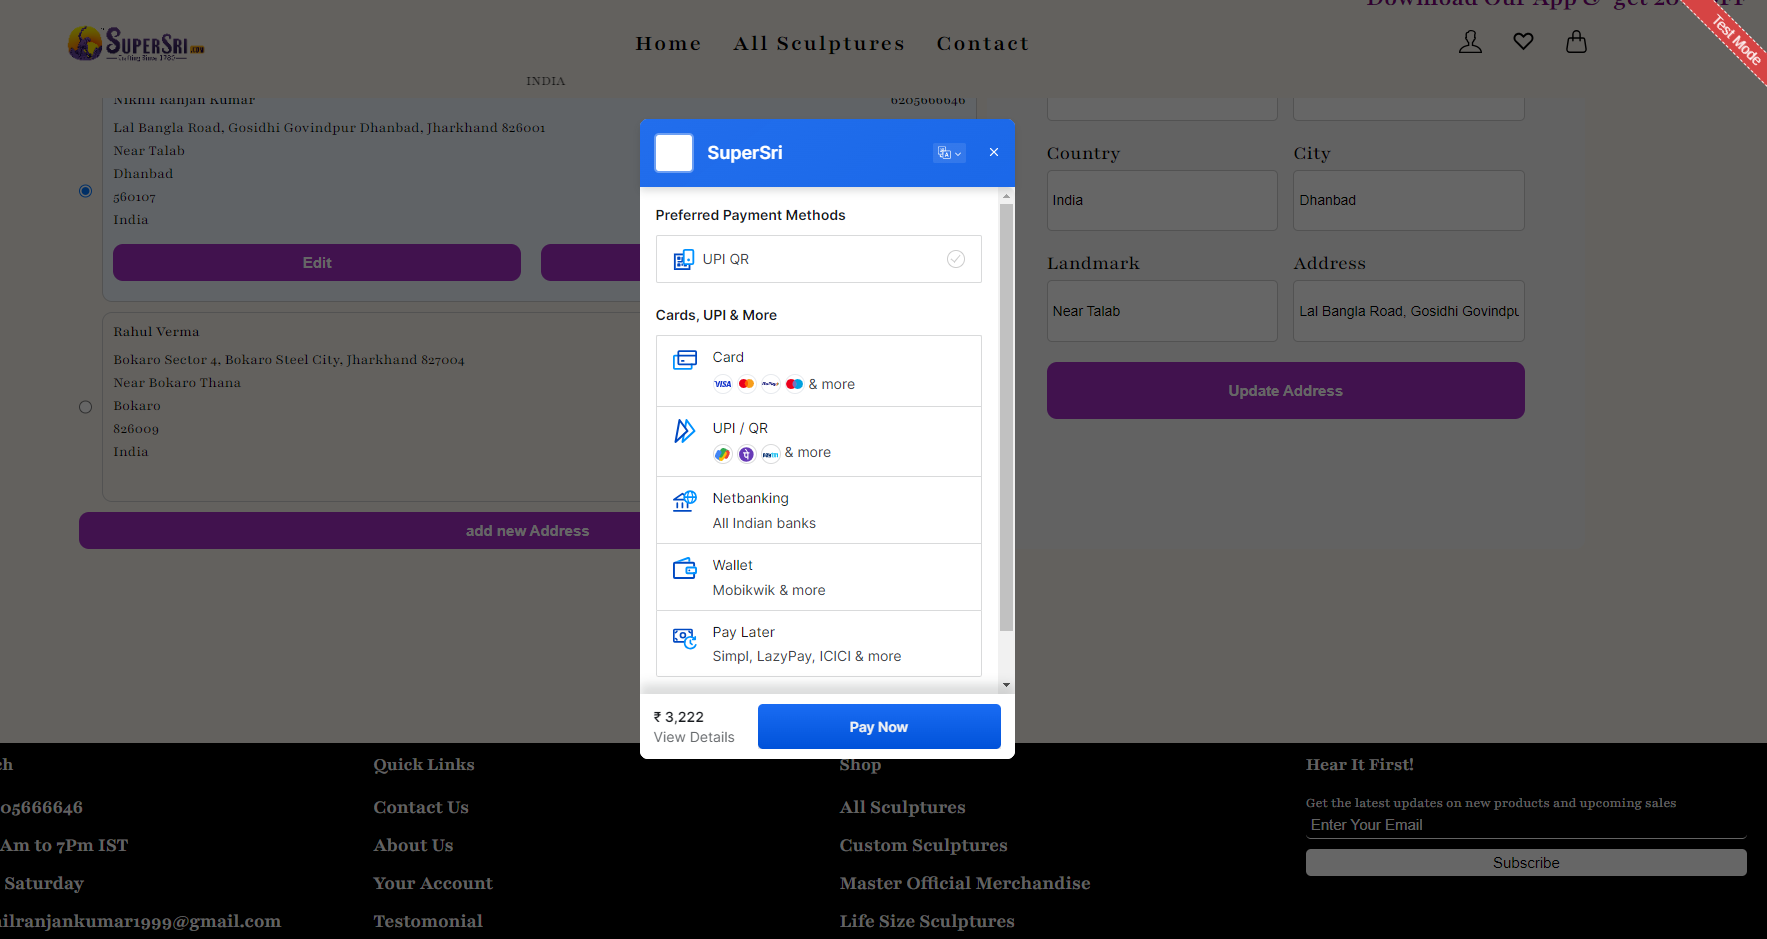 Download Our App & get 20
Test Mode
SUPERSRI.COM
Home
All Sculptures
Contact
INDIA
Nikhil Ranjan Kumar
6205666646
Lal Bangla Road, Gosidhi Govindpur Dhanbad, Jharkhand 826001
Near Talab
Dhanbad
560107
India
Edit
Rahul Verma
Bokaro Sector 4, Bokaro Steel City, Jharkhand 827004
Near Bokaro Thana
Bokaro
826009
India
add new Address
SuperSri
Preferred Payment Methods
UPI QR
Cards, UPI & More
Card
VISA RuPay & more
UPI / QR
paytm & more
Netbanking
All Indian banks
Wallet
Mobikwik & more
Pay Later
Simpl, LazyPay, ICICI & more
₹ 3,222
View Details
Pay Now
Country
City
India
Dhanbad
Landmark
Address
Near Talab
Lal Bangla Road, Gosidhi Govindpu
Update Address
ch
05666646
Am to 7Pm IST
Saturday
ilranjankumar1999@gmail.com
Quick Links
Contact Us
About Us
Your Account
Testomonial
Shop
All Sculptures
Custom Sculptures
Master Official Merchandise
Life Size Sculptures
Hear It First!
Get the latest updates on new products and upcoming sales
Enter Your Email
Subscribe